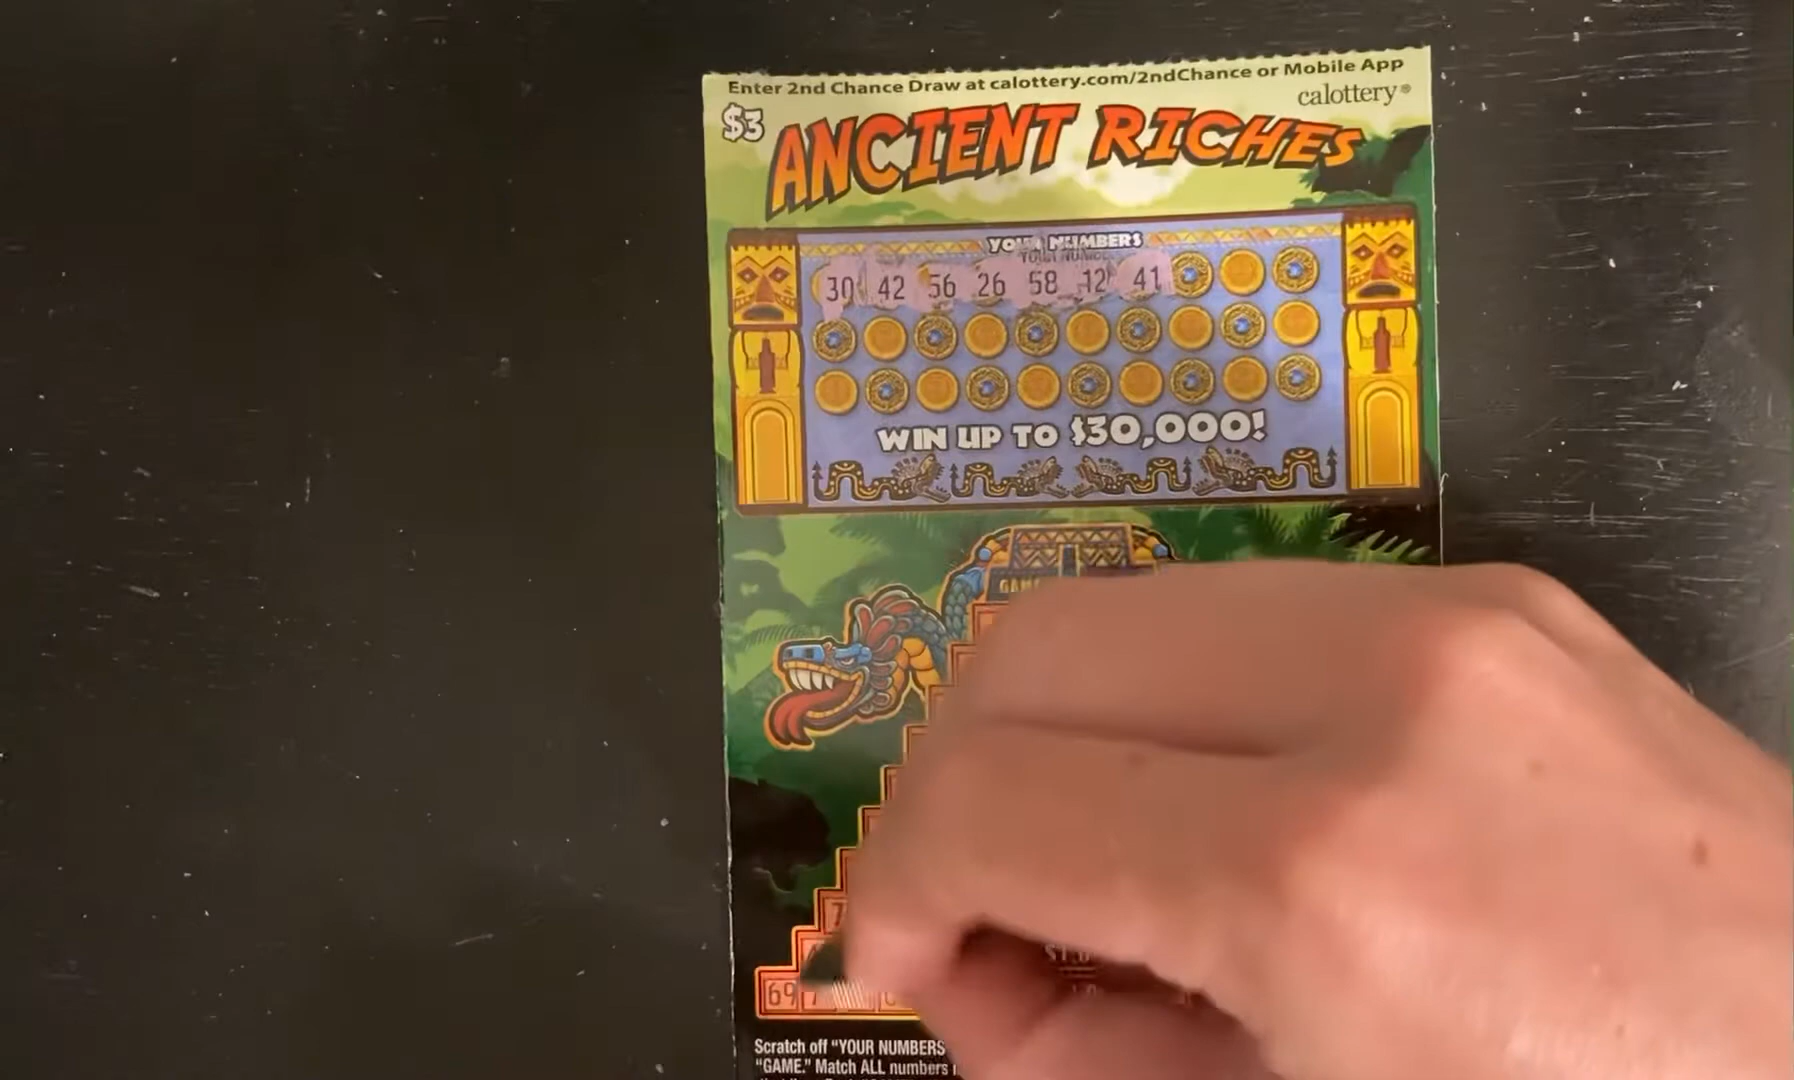 Enter 2nd Chance Draw at calottery.com/2ndChance or Mobile App
$3
calottery®
ANCIENT RICHES
YOUR NUMBERS
30 42 56 26 58 12 41
WIN UP TO $30,000!
69
Scratch off “YOUR NUMBERS
“GAME.” Match ALL numbers